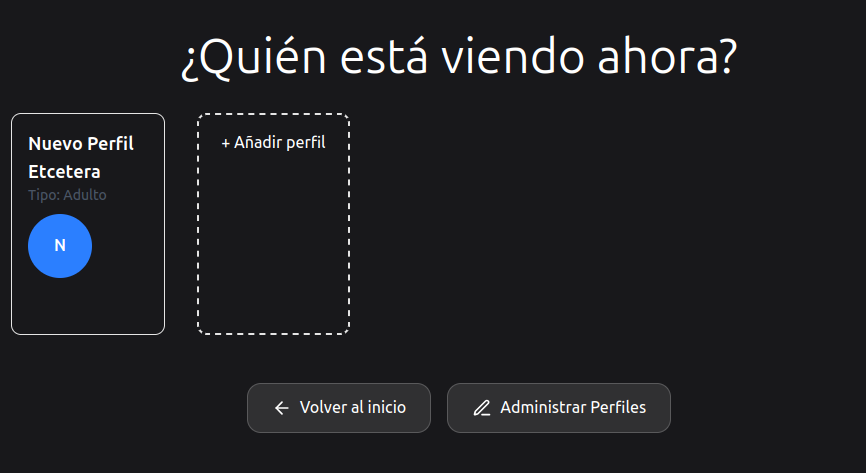 ¿Quién está viendo ahora?
Nuevo Perfil
Etcetera
Tipo: Adulto
N
+ Añadir perfil
Volver al inicio
Administrar Perfiles